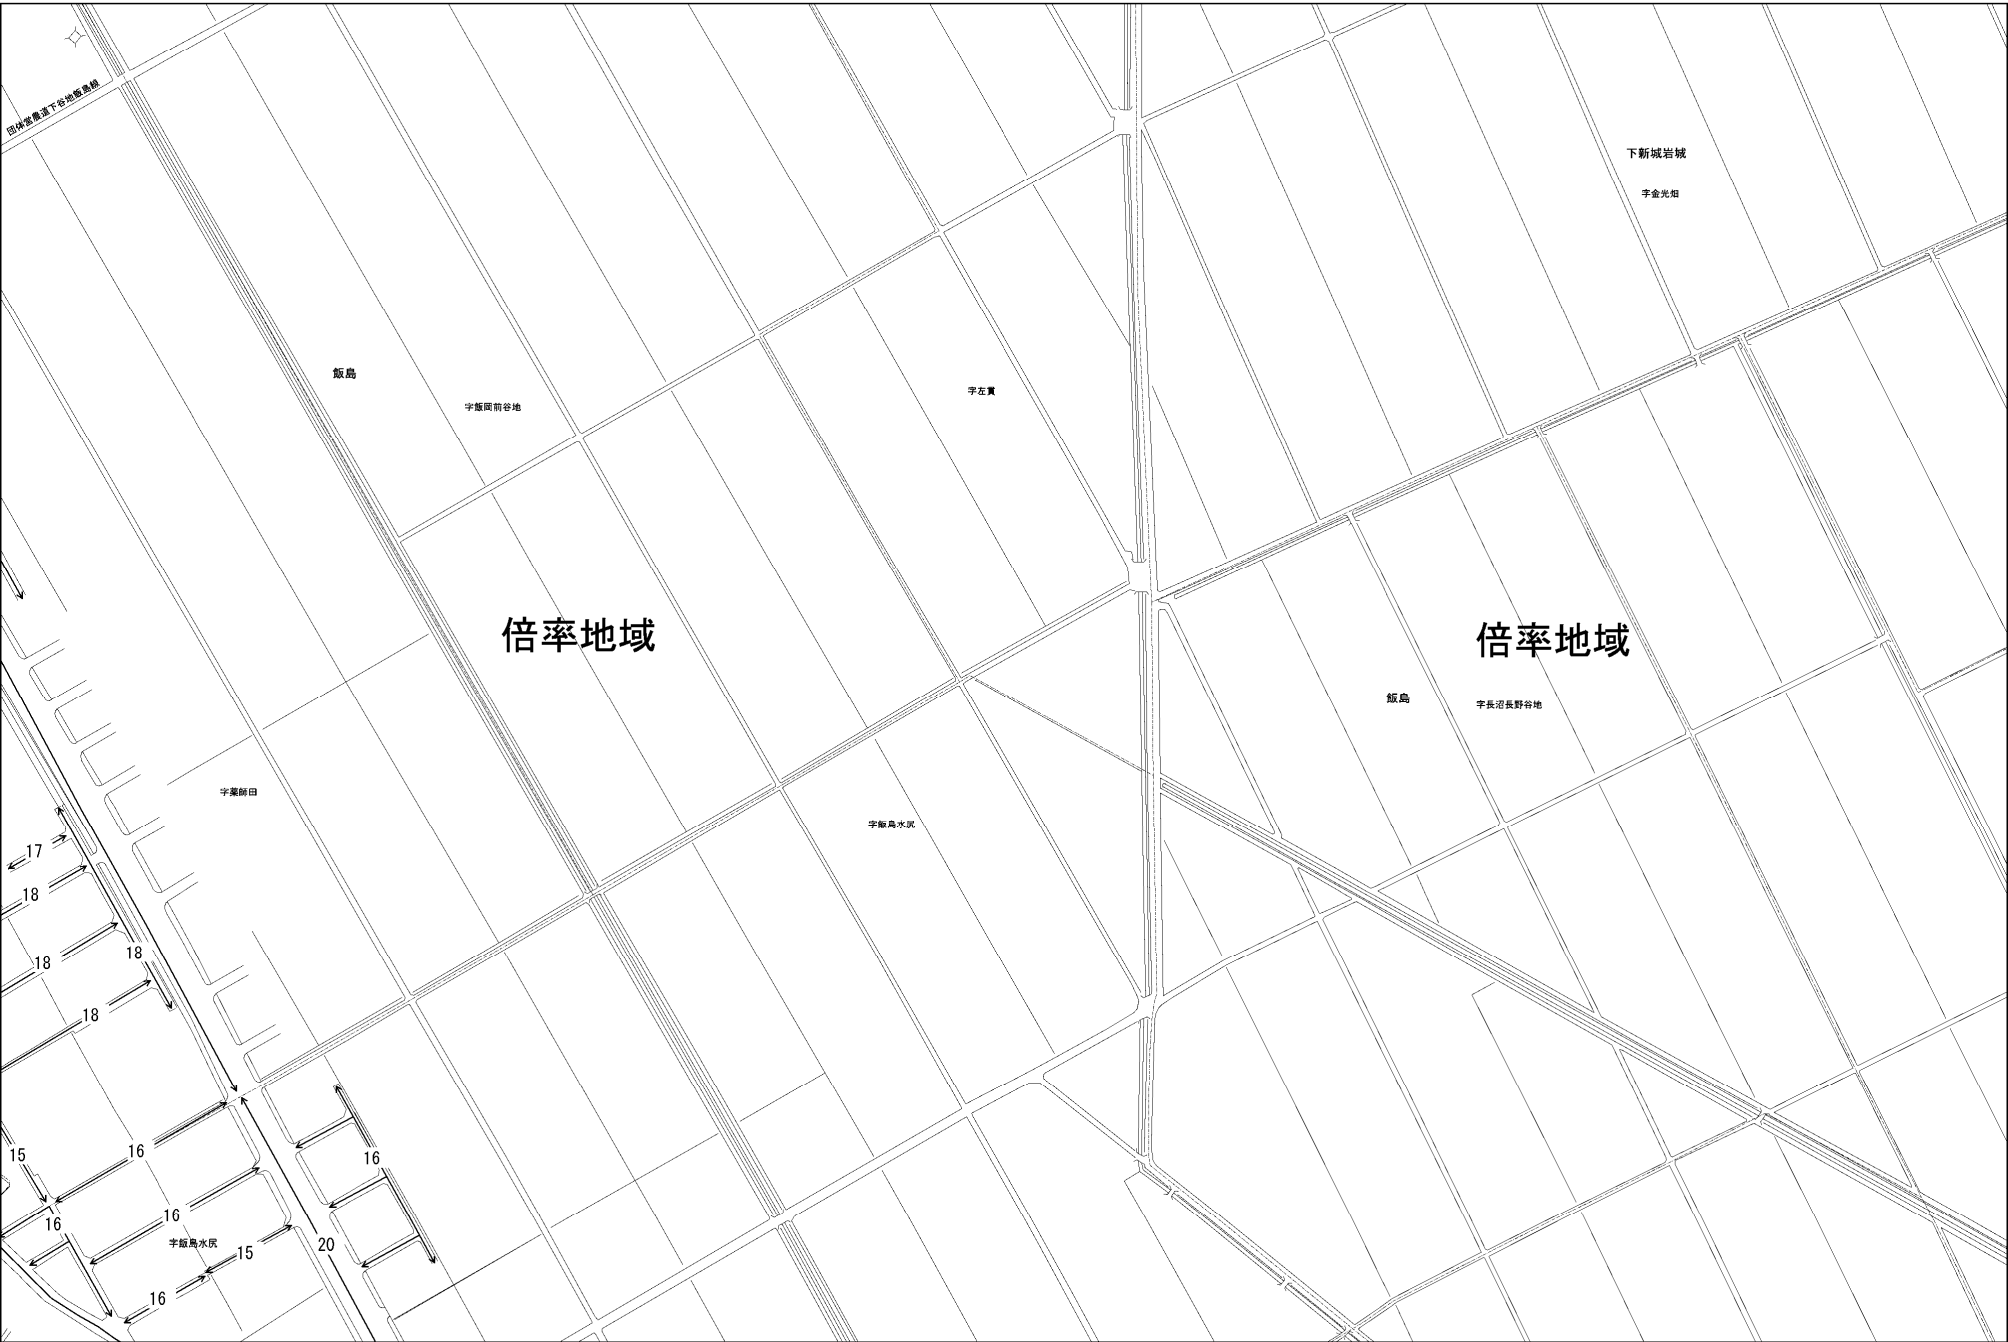 団体営農道下谷地飯島線
下新城岩城
字金光畑
飯島
字飯岡前谷地
字左貫
倍率地域
倍率地域
飯島
字長沼長野谷地
字薬師田
字飯島水尻
17
18
18
18
18
15
16
16
16
16
字飯島水尻
15
20
16